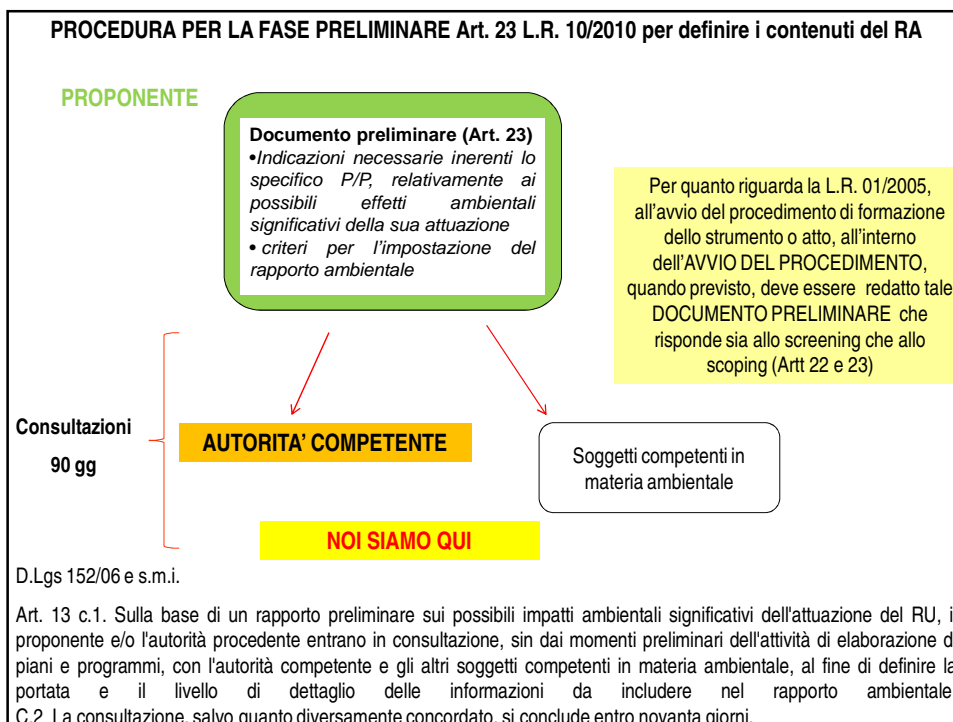 PROCEDURA PER LA FASE PRELIMINARE Art. 23 L.R. 10/2010 per definire i contenuti del RA
PROPONENTE
Documento preliminare (Art. 23)
•Indicazioni necessarie inerenti lo
specifico P/P, relativamente ai
possibili effetti ambientali
significativi della sua attuazione
• criteri per l'impostazione del
rapporto ambientale
Per quanto riguarda la L.R. 01/2005,
all'avvio del procedimento di formazione
dello strumento o atto, all'interno
dell'AVVIO DEL PROCEDIMENTO,
quando previsto, deve essere redatto tale
DOCUMENTO PRELIMINARE che
risponde sia allo screening che allo
scoping (Artt 22 e 23)
Consultazioni
90 gg
AUTORITA' COMPETENTE
Soggetti competenti in
materia ambientale
NOI SIAMO QUI
D.Lgs 152/06 e s.m.i.
Art. 13 c.1. Sulla base di un rapporto preliminare sui possibili impatti ambientali significativi dell'attuazione del RU, i
proponente e/o l'autorità procedente entrano in consultazione, sin dai momenti preliminari dell'attività di elaborazione d
piani e programmi, con l'autorità competente e gli altri soggetti competenti in materia ambientale, al fine di definire la
portata e il livello di dettaglio delle informazioni da includere nel rapporto ambientale
C.2. La consultazione, salvo quanto diversamente concordato, si conclude entro novanta giorni.